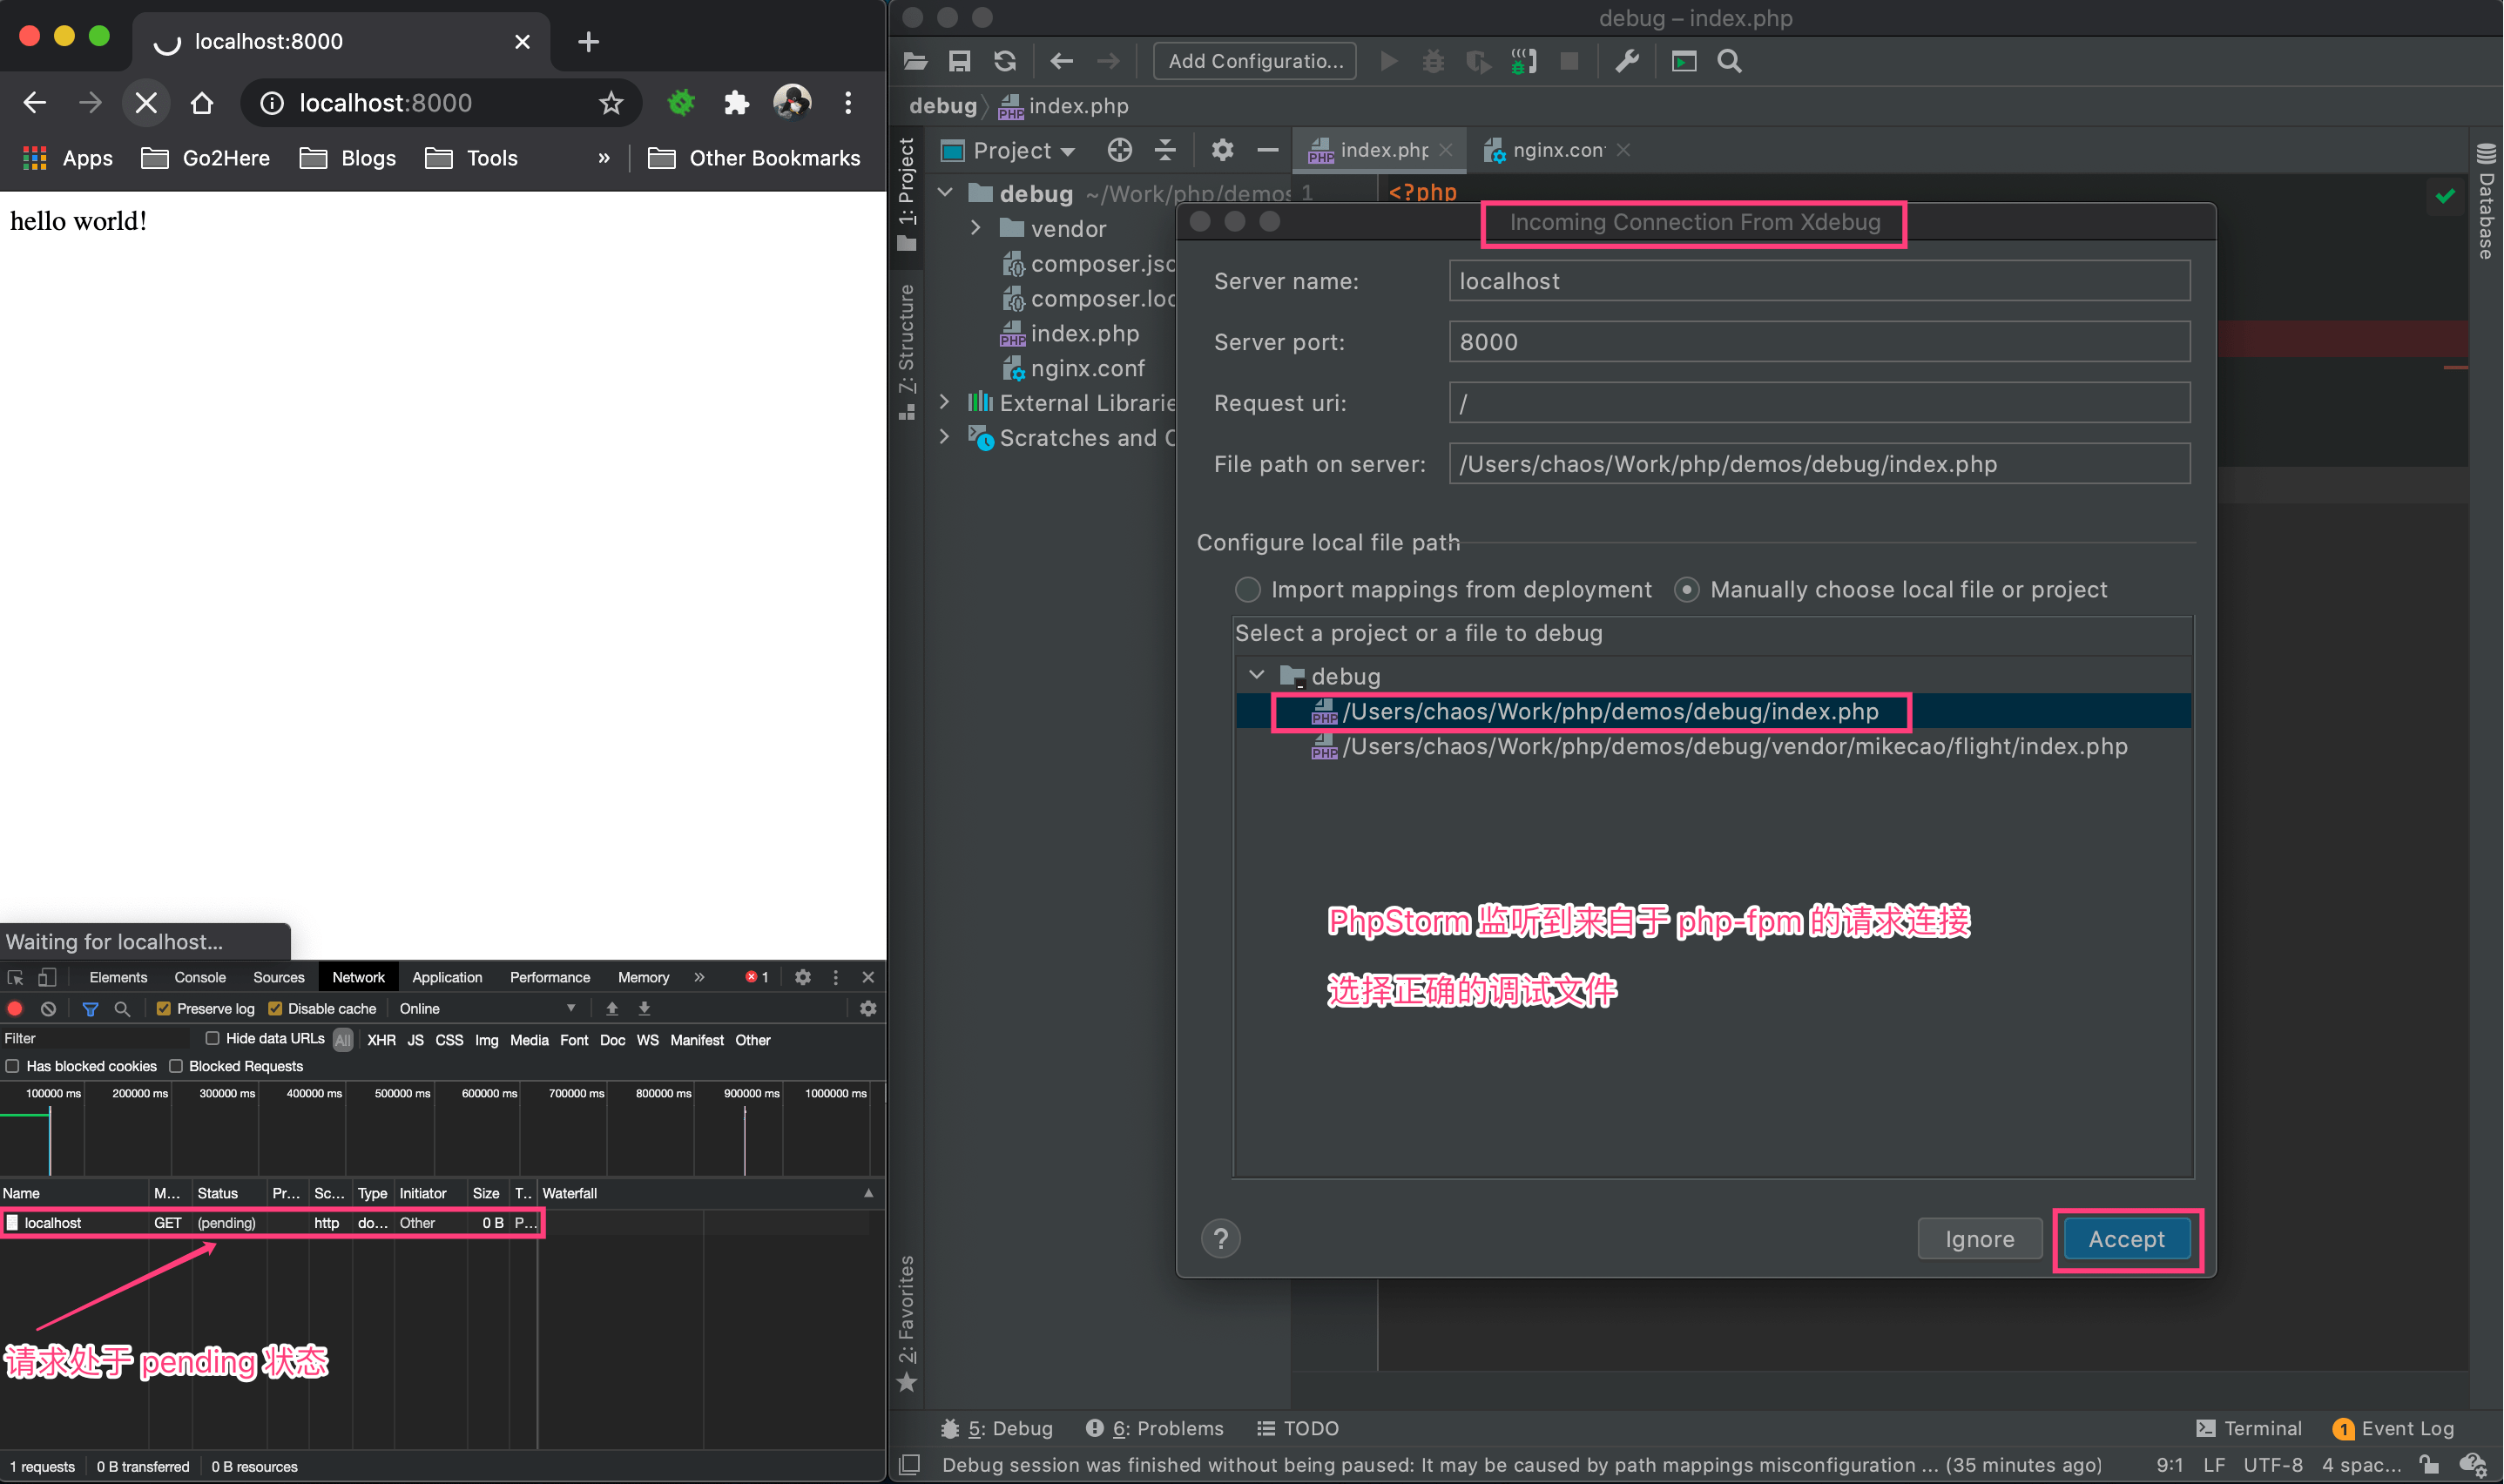 localhost:8000
localhost:8000
Apps
Go2Here
Blogs
Tools
»
Other Bookmarks
hello world!
Waiting for localhost...
Elements
Console
Sources
Network
Application
Performance
Memory
»
1
Preserve log
Disable cache
Online
Filter
Hide data URLs
All
XHR JS CSS Img Media Font Doc WS Manifest Other
Has blocked cookies
Blocked Requests
100000 ms
200000 ms
300000 ms
400000 ms
500000 ms
600000 ms
700000 ms
800000 ms
900000 ms
1000000 ms
Name M... Status Pr... Sc... Type Initiator Size T.. Waterfall
localhost GET (pending) http do... Other 0 B P...
请求处于 pending 状态
1 requests
0 B transferred
0 B resources
debug – index.php
Add Configuratio...
debug
index.php
1: Project
7: Structure
2: Favorites
Project
debug ~/Work/php/demos
vendor
composer.jsc
composer.loc
index.php
nginx.conf
External Librarie
Scratches and C
index.php
nginx.con
1
<?php
Database
Incoming Connection From Xdebug
Server name:
localhost
Server port:
8000
Request uri:
/
File path on server:
/Users/chaos/Work/php/demos/debug/index.php
Configure local file path
Import mappings from deployment
Manually choose local file or project
Select a project or a file to debug
debug
/Users/chaos/Work/php/demos/debug/index.php
/Users/chaos/Work/php/demos/debug/vendor/mikecao/flight/index.php
PhpStorm 监听到来自于 php-fpm 的请求连接
选择正确的调试文件
?
Ignore
Accept
5: Debug
6: Problems
TODO
Terminal
1 Event Log
Debug session was finished without being paused: It may be caused by path mappings misconfiguration ... (35 minutes ago)
9:1
LF
UTF-8
4 spac...